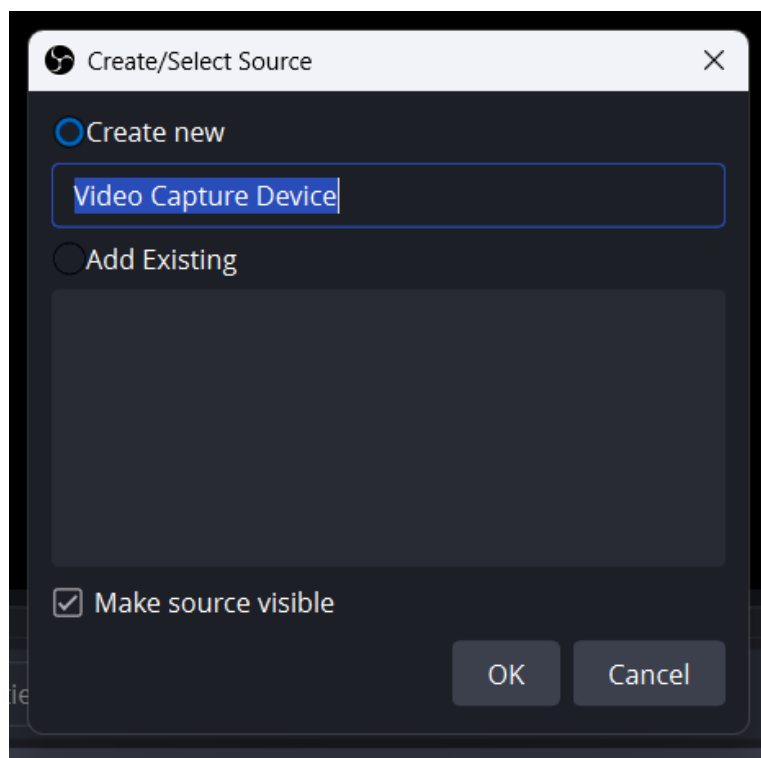 Create/Select Source
Create new
Video Capture Device
Add Existing
Make source visible
OK Cancel